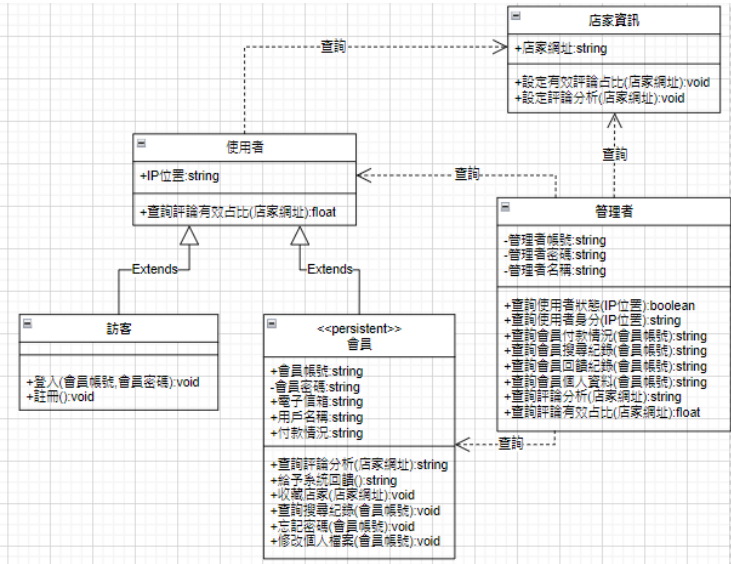 店家資訊
+店家網址:string
+設定有效評論占比(店家網址):void
+設定評論分析(店家網址):void
查詢
使用者
+IP位置:string
+查詢評論有效占比(店家網址):float
查詢
查詢
管理者
-管理者帳號:string
-管理者密碼:string
-管理者名稱:string
+查詢使用者狀態(IP位置):boolean
+查詢使用者身分(IP位置):string
+查詢會員付款情況(會員帳號):string
+查詢會員搜尋紀錄(會員帳號):string
+查詢會員回饋紀錄(會員帳號):string
+查詢會員個人資料(會員帳號):string
+查詢評論分析(店家網址):string
+查詢評論有效占比(店家網址):float
Extends
Extends
訪客
+登入(會員帳號,會員密碼):void
+註冊():void
<<persistent>>
會員
+會員帳號:string
-會員密碼:string
+電子信箱:string
+用戶名稱:string
+付款情況:string
+查詢評論分析(店家網址):string
+給予系統回饋():string
+收藏店家(店家網址):void
+查詢搜尋紀錄(會員帳號):void
+忘記密碼(會員帳號):void
+修改個人檔案(會員帳號):void
查詢